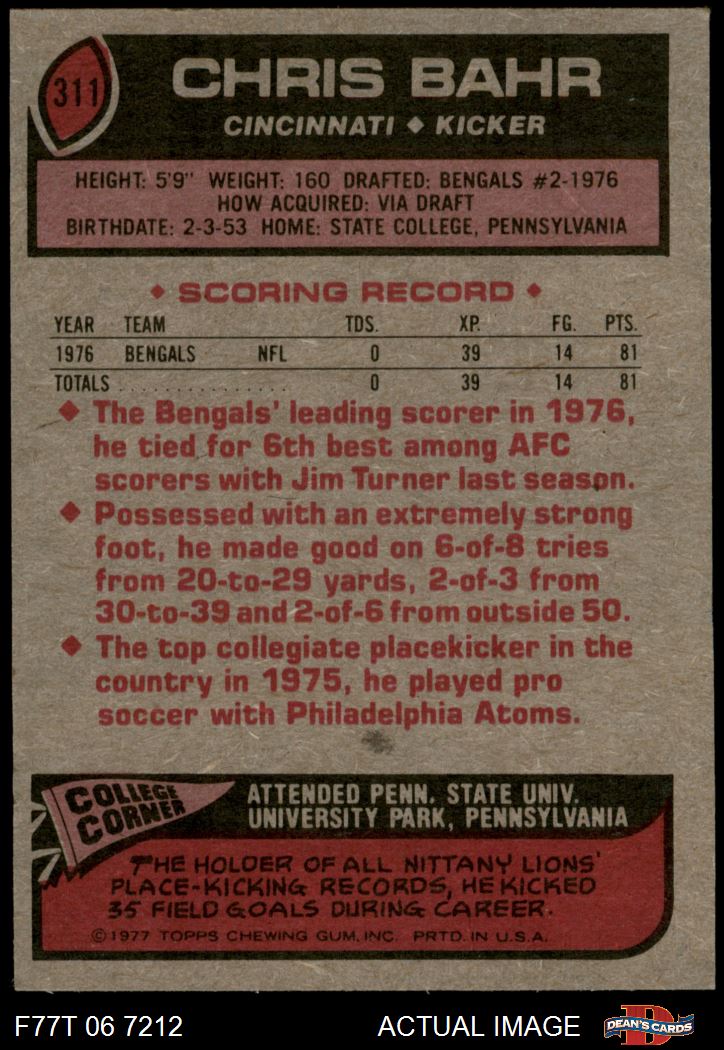 311
CHRIS BAHR
CINCINNATI ◆ KICKER
HEIGHT: 5'9" WEIGHT: 160 DRAFTED: BENGALS #2-1976
HOW ACQUIRED: VIA DRAFT
BIRTHDATE: 2-3-53 HOME: STATE COLLEGE, PENNSYLVANIA
◆ SCORING RECORD ◆
YEAR TEAM TDS. XP. FG. PTS.
1976 BENGALS NFL 0 39 14 81
TOTALS . . . . . . . . . . . . . . . . 0 39 14 81
◆ The Bengals' leading scorer in 1976,
he tied for 6th best among AFC
scorers with Jim Turner last season.
◆ Possessed with an extremely strong
foot, he made good on 6-of-8 tries
from 20-to-29 yards, 2-of-3 from
30-to-39 and 2-of-6 from outside 50.
◆ The top collegiate placekicker in the
country in 1975, he played pro
soccer with Philadelphia Atoms.
COLLEGE
CORNER
ATTENDED PENN. STATE UNIV.
UNIVERSITY PARK, PENNSYLVANIA
THE HOLDER OF ALL NITTANY LIONS'
PLACE-KICKING RECORDS, HE KICKED
35 FIELD GOALS DURING CAREER.
©1977 TOPPS CHEWING GUM, INC. PRTD. IN U.S.A.
F77T 06 7212 ACTUAL IMAGE
D
DEAN'S CARDS